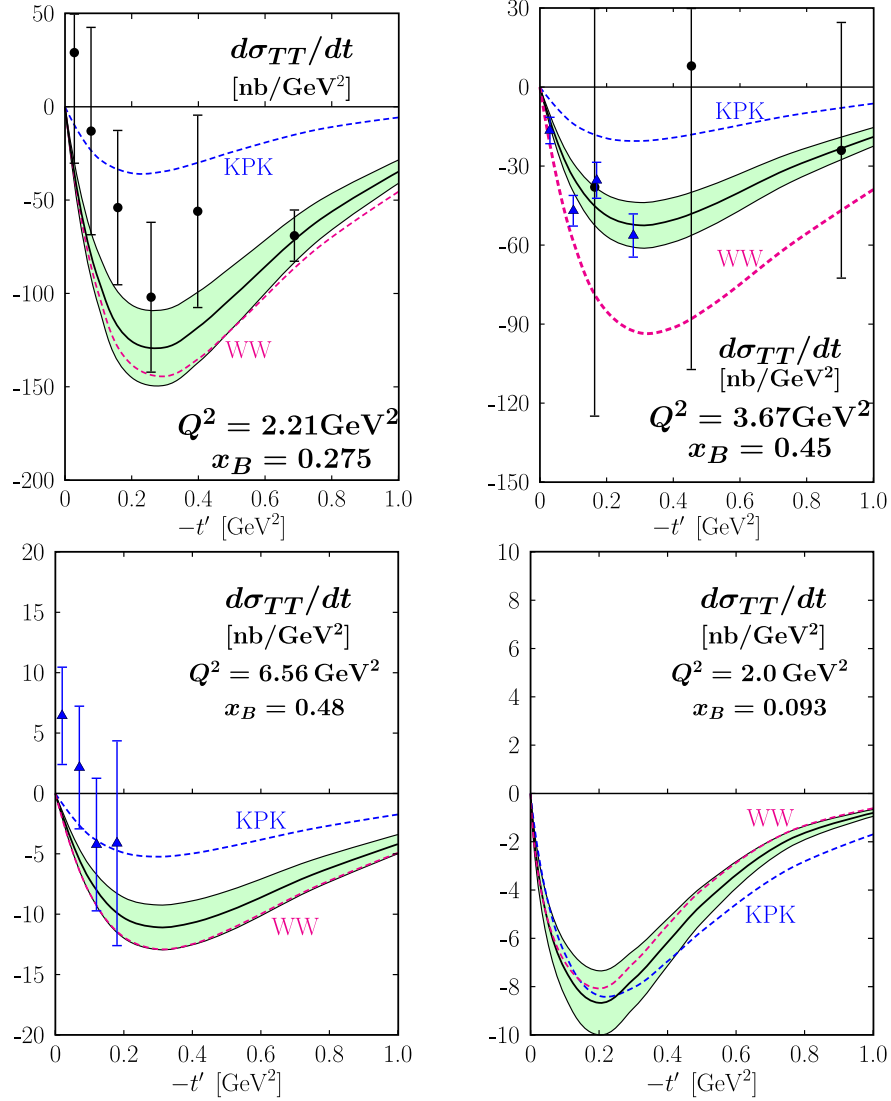 50
0
-50
-100
-150
-200
0
0.2
0.4
0.6
0.8
1.0
−t′ [GeV²]
dσ_TT/dt
[nb/GeV²]
KPK
WW
Q² = 2.21GeV²
x_B = 0.275
30
0
-30
-60
-90
-120
-150
0
0.2
0.4
0.6
0.8
1.0
−t′ [GeV²]
KPK
WW
dσ_TT/dt
[nb/GeV²]
Q² = 3.67GeV²
x_B = 0.45
20
15
10
5
0
-5
-10
-15
-20
0
0.2
0.4
0.6
0.8
1.0
−t′ [GeV²]
dσ_TT/dt
[nb/GeV²]
Q² = 6.56 GeV²
x_B = 0.48
KPK
WW
10
8
6
4
2
0
-2
-4
-6
-8
-10
0
0.2
0.4
0.6
0.8
1.0
−t′ [GeV²]
dσ_TT/dt
[nb/GeV²]
Q² = 2.0 GeV²
x_B = 0.093
WW
KPK